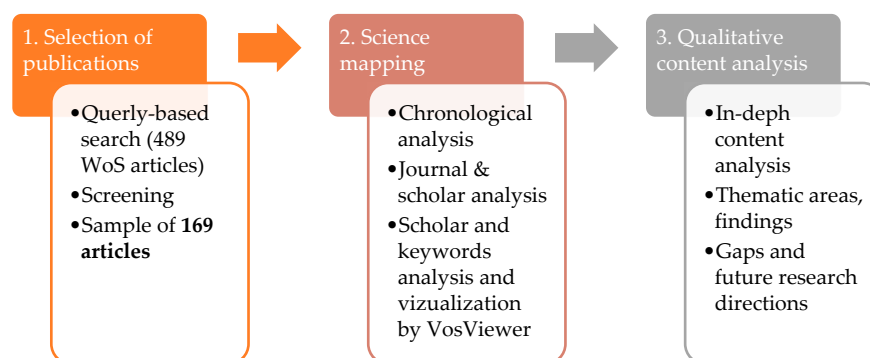 1. Selection of
publications
•Querly-based
search (489
WoS articles)
•Screening
•Sample of 169
articles
2. Science
mapping
•Chronological
analysis
•Journal &
scholar analysis
•Scholar and
keywords
analysis and
vizualization
by VosViewer
3. Qualitative
content analysis
•In-deph
content
analysis
•Thematic areas,
findings
•Gaps and
future research
directions